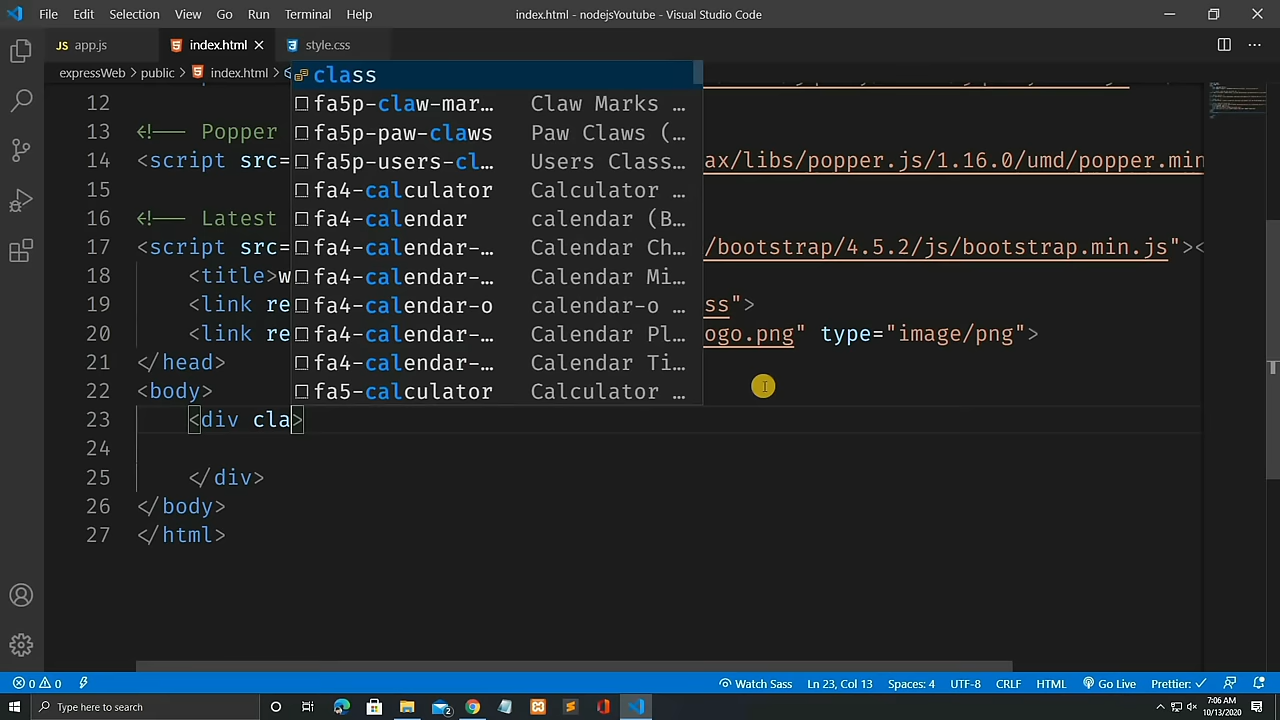 File Edit Selection View Go Run Terminal Help index.html - nodejsYoutube - Visual Studio Code
JS app.js index.html style.css
expressWeb > public > index.html >
class
12
fa5p-claw-mar… Claw Marks …
13 <!-- Popper
fa5p-paw-claws Paw Claws (…
14 <script src= ax/libs/popper.js/1.16.0/umd/popper.min
fa5p-users-cl… Users Class…
15
fa4-calculator Calculator …
16 <!-- Latest
fa4-calendar calendar (B…
17 <script src= /bootstrap/4.5.2/js/bootstrap.min.js"><
fa4-calendar-… Calendar Ch…
18 <title>w
fa4-calendar-… Calendar Mi…
19 <link re ss">
fa4-calendar-o calendar-o …
20 <link re ogo.png" type="image/png">
fa4-calendar-… Calendar Pl…
21 </head>
fa4-calendar-… Calendar Ti…
22 <body>
fa5-calculator Calculator …
23 <div cla>
24
25 </div>
26 </body>
27 </html>
0 0 Watch Sass Ln 23, Col 13 Spaces: 4 UTF-8 CRLF HTML Go Live Prettier: ✓
Type here to search 2 7:06 AM
10/13/2020